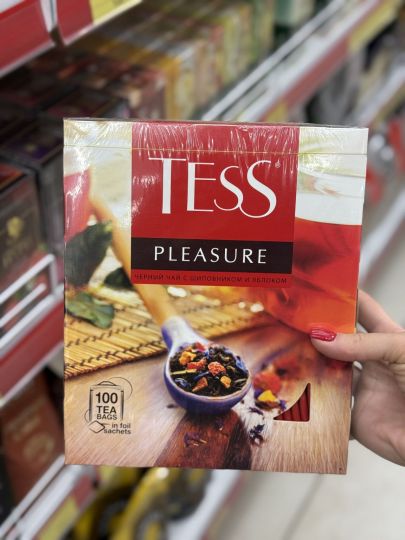 TESS
PLEASURE
ЧЕРНЫЙ ЧАЙ С ШИПОВНИКОМ И ЯБЛОКОМ
100
TEA
BAGS
in foil
sachets